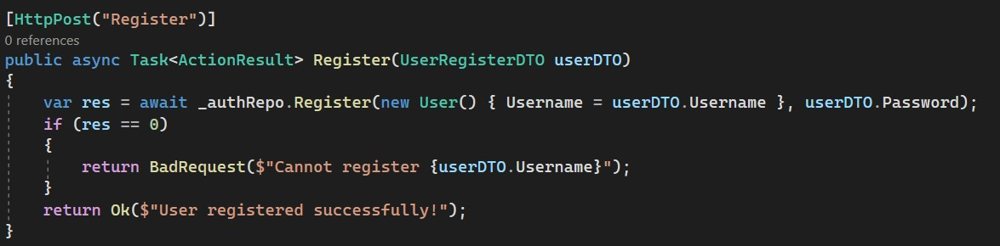 [HttpPost("Register")]
0 references
public async Task<ActionResult> Register(UserRegisterDTO userDTO)
{
var res = await _authRepo.Register(new User() { Username = userDTO.Username }, userDTO.Password);
if (res == 0)
{
return BadRequest($"Cannot register {userDTO.Username}");
}
return Ok($"User registered successfully!");
}